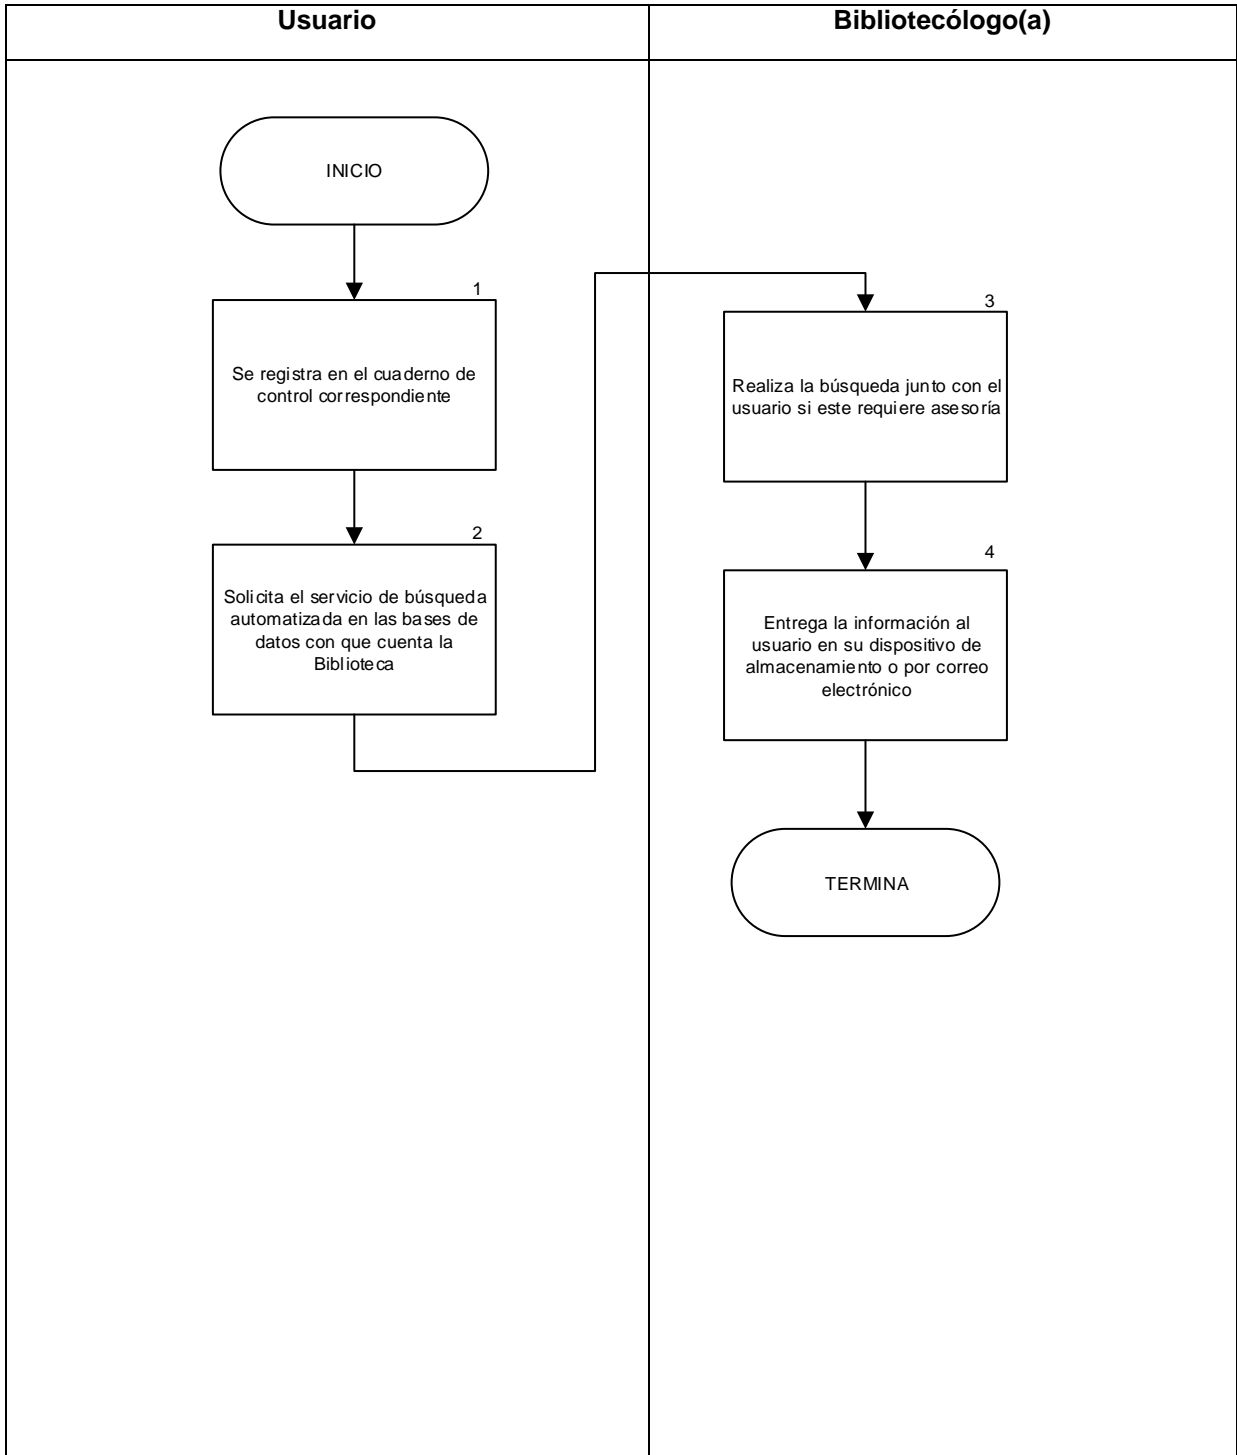 Usuario
Bibliotecólogo(a)
INICIO
1
Se registra en el cuaderno de
control correspondiente
2
Solicita el servicio de búsqueda
automatizada en las bases de
datos con que cuenta la
Biblioteca
3
Realiza la búsqueda junto con el
usuario si este requiere asesoría
4
Entrega la información al
usuario en su dispositivo de
almacenamiento o por correo
electrónico
TERMINA